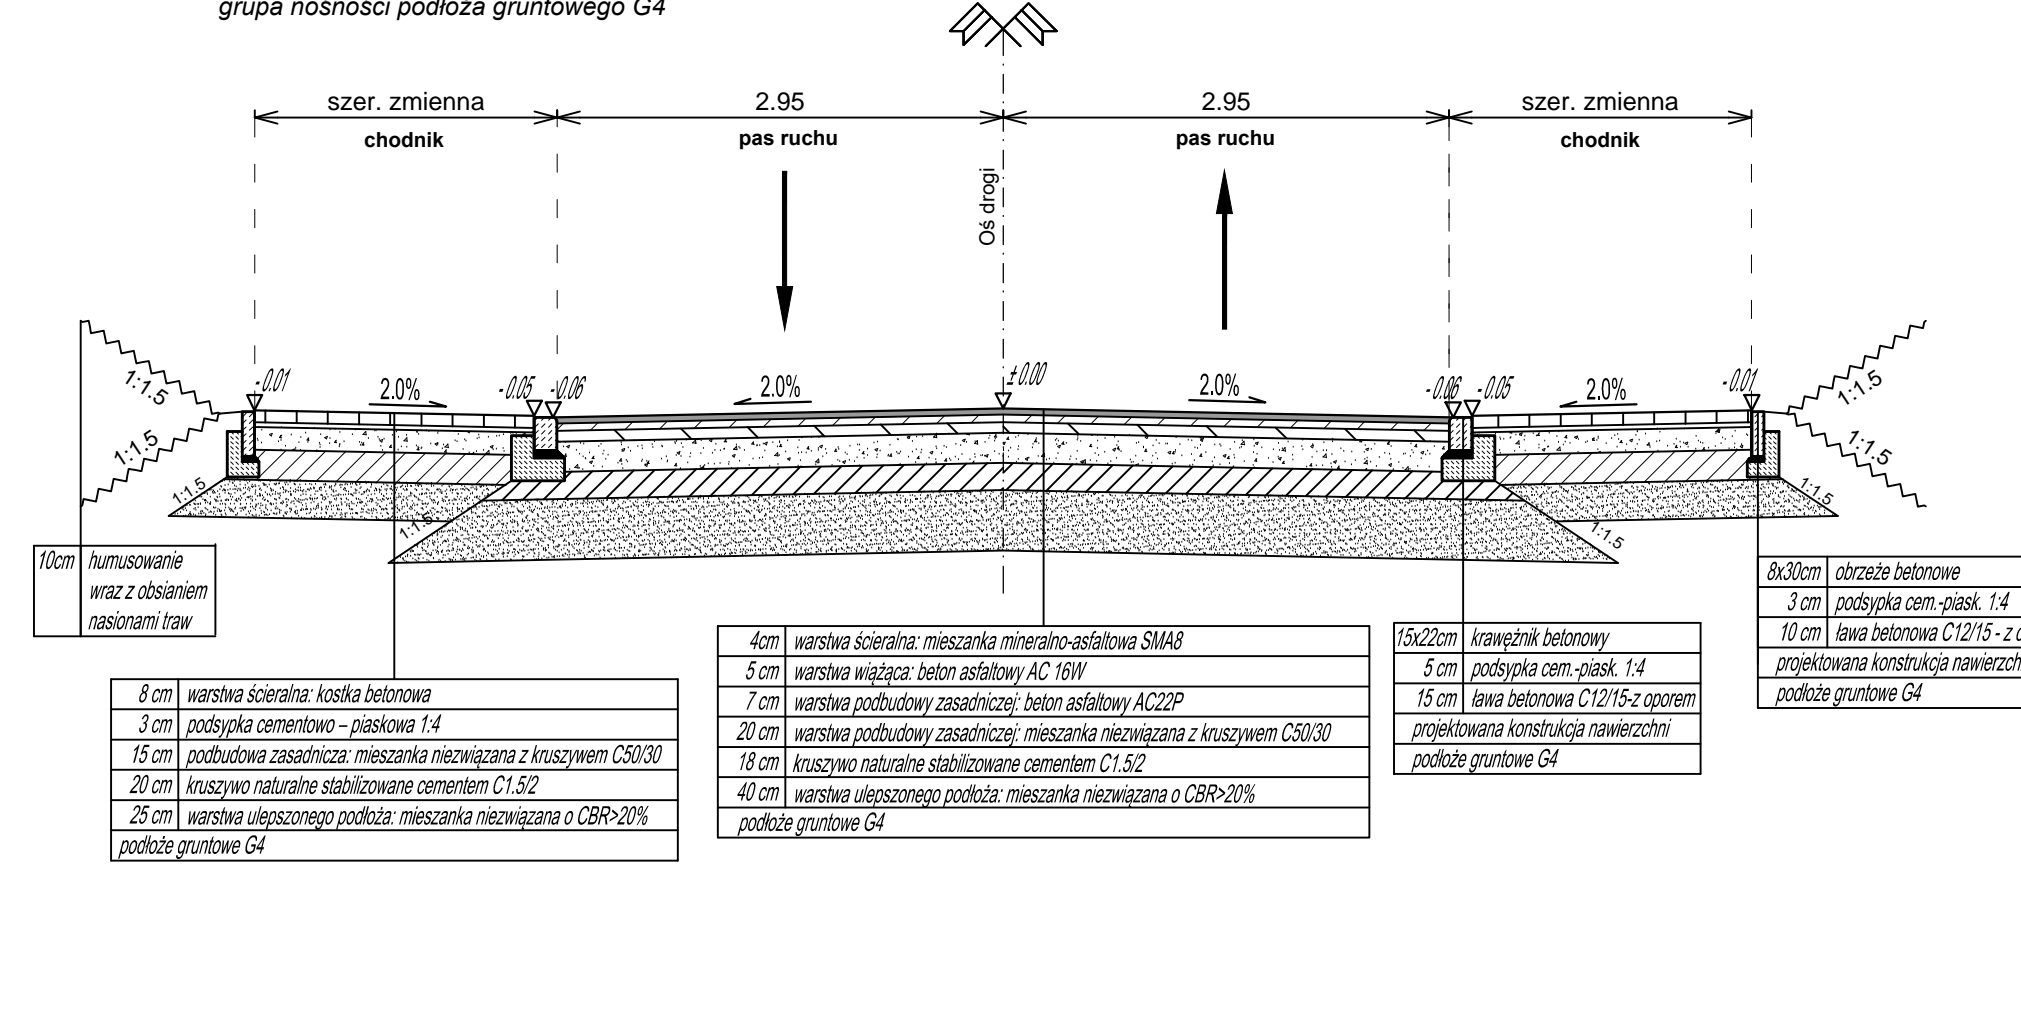 grupa nośności podłoża gruntowego G4
szer. zmienna
2.95
2.95
szer. zmienna
chodnik
pas ruchu
pas ruchu
chodnik
Oś drogi
- 0.01
2.0%
- 0.05
- 0.06
2.0%
± 0.00
2.0%
- 0.06
- 0.05
2.0%
- 0.01
1:1.5
1:1.5
1:1.5
1:1.5
1:1.5
1:1.5
1:1.5
1:1.5
10cm humusowanie
wraz z obsianiem
nasionami traw
8 cm warstwa ścieralna: kostka betonowa
3 cm podsypka cementowo – piaskowa 1:4
15 cm podbudowa zasadnicza: mieszanka niezwiązana z kruszywem C50/30
20 cm kruszywo naturalne stabilizowane cementem C1.5/2
25 cm warstwa ulepszonego podłoża: mieszanka niezwiązana o CBR>20%
podłoże gruntowe G4
4cm warstwa ścieralna: mieszanka mineralno-asfaltowa SMA8
5 cm warstwa wiążąca: beton asfaltowy AC 16W
7 cm warstwa podbudowy zasadniczej: beton asfaltowy AC22P
20 cm warstwa podbudowy zasadniczej: mieszanka niezwiązana z kruszywem C50/30
18 cm kruszywo naturalne stabilizowane cementem C1.5/2
40 cm warstwa ulepszonego podłoża: mieszanka niezwiązana o CBR>20%
podłoże gruntowe G4
15x22cm krawężnik betonowy
5 cm podsypka cem.-piask. 1:4
15 cm ława betonowa C12/15-z oporem
projektowana konstrukcja nawierzchni
podłoże gruntowe G4
8x30cm obrzeże betonowe
3 cm podsypka cem.-piask. 1:4
10 cm ława betonowa C12/15 - z
projektowana konstrukcja nawierzch
podłoże gruntowe G4